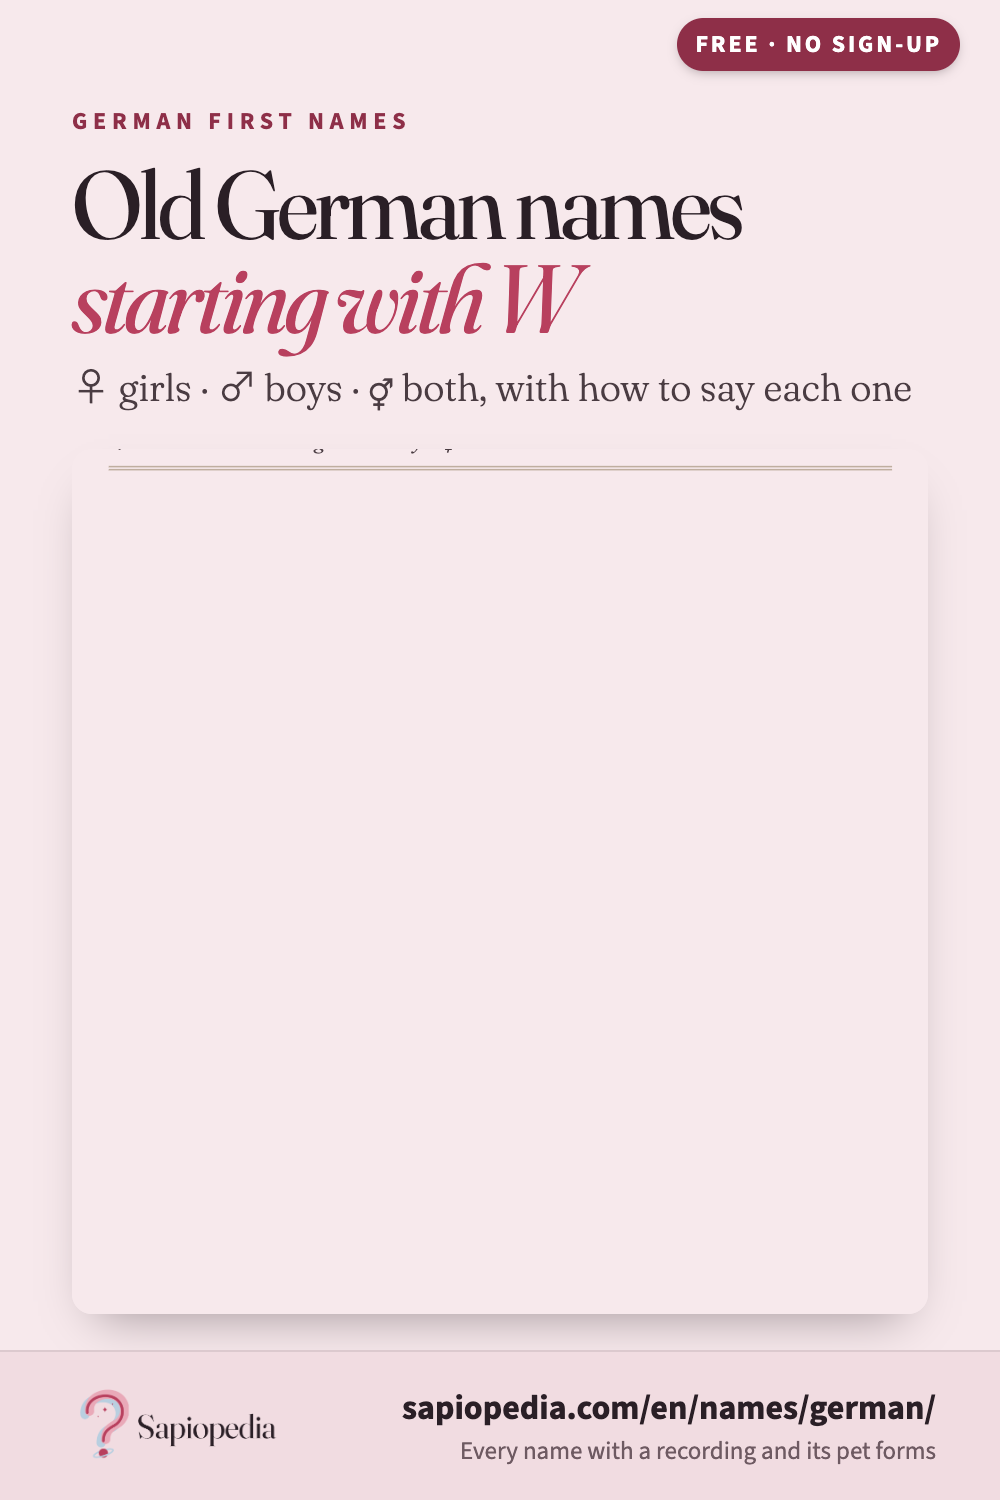 FREE · NO SIGN-UP
GERMAN FIRST NAMES
Old German names
starting with W
♀ girls · ♂ boys · ⚥ both, with how to say each one
Sapiopedia
sapiopedia.com/en/names/german/
Every name with a recording and its pet forms